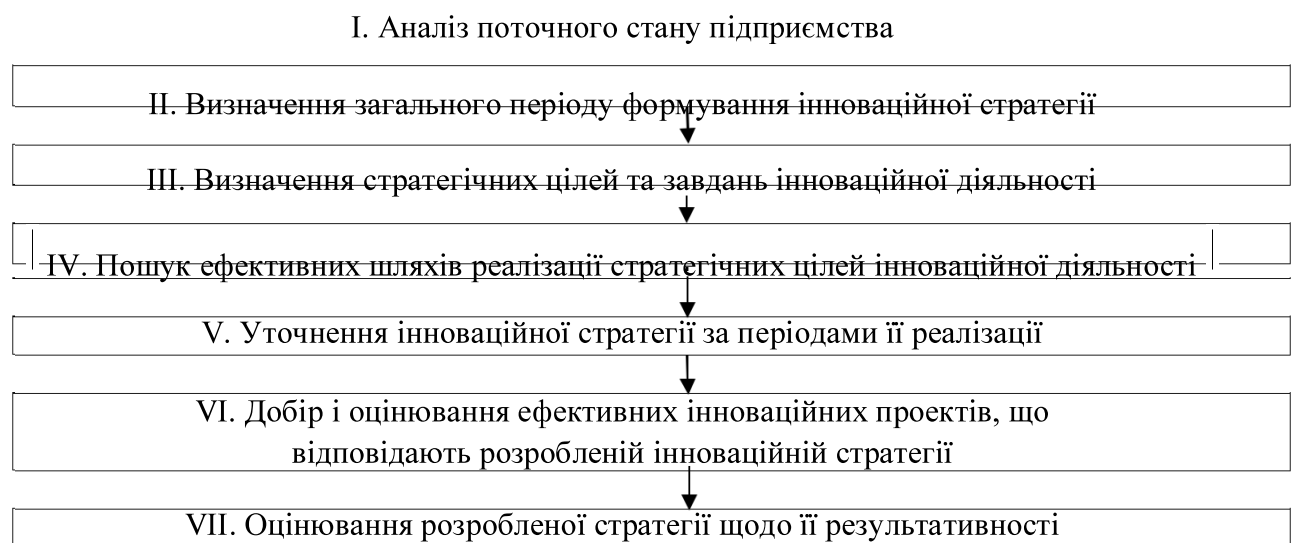 I. Аналіз поточного стану підприємства
II. Визначення загального періоду формування інноваційної стратегії
III. Визначення стратегічних цілей та завдань інноваційної діяльності
IV. Пошук ефективних шляхів реалізації стратегічних цілей інноваційної діяльності
V. Уточнення інноваційної стратегії за періодами її реалізації
VI. Добір і оцінювання ефективних інноваційних проектів, що
відповідають розробленій інноваційній стратегії
VII. Оцінювання розробленої стратегії щодо її результативності